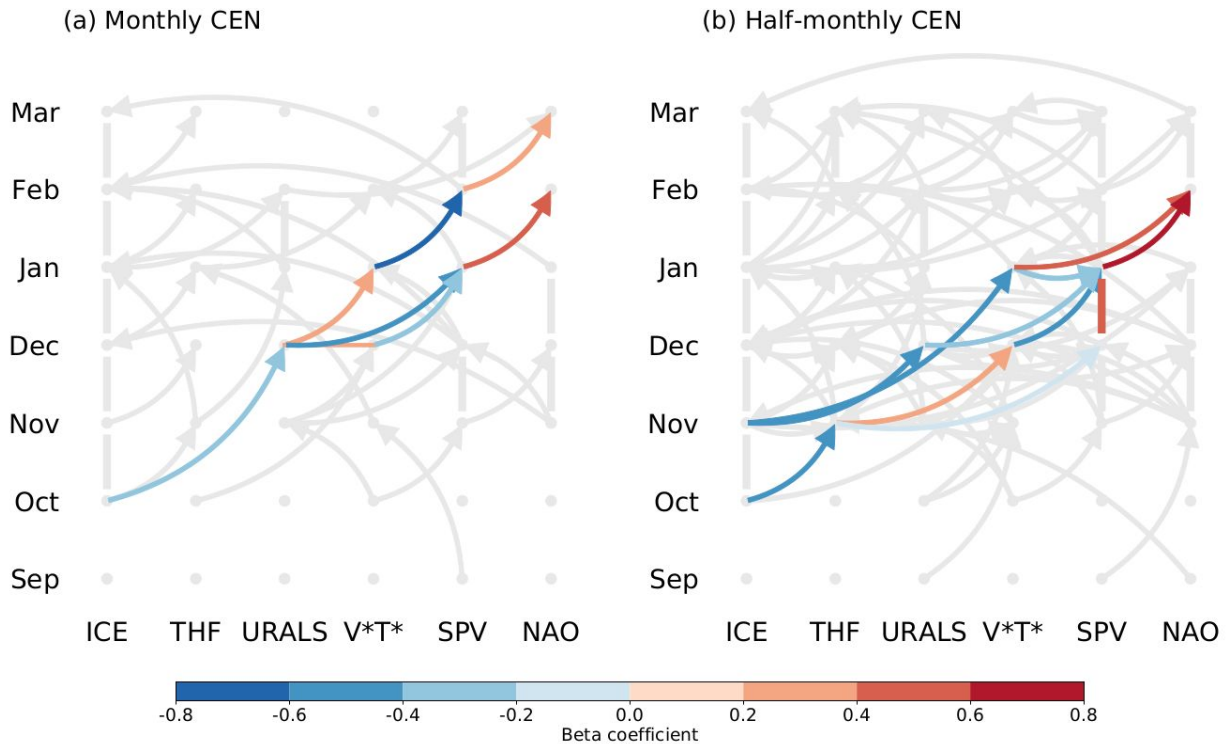 (a) Monthly CEN
(b) Half-monthly CEN
Mar
Feb
Jan
Dec
Nov
Oct
Sep
ICE THF URALS V*T* SPV NAO
Mar
Feb
Jan
Dec
Nov
Oct
Sep
ICE THF URALS V*T* SPV NAO
-0.8 -0.6 -0.4 -0.2 0.0 0.2 0.4 0.6 0.8
Beta coefficient